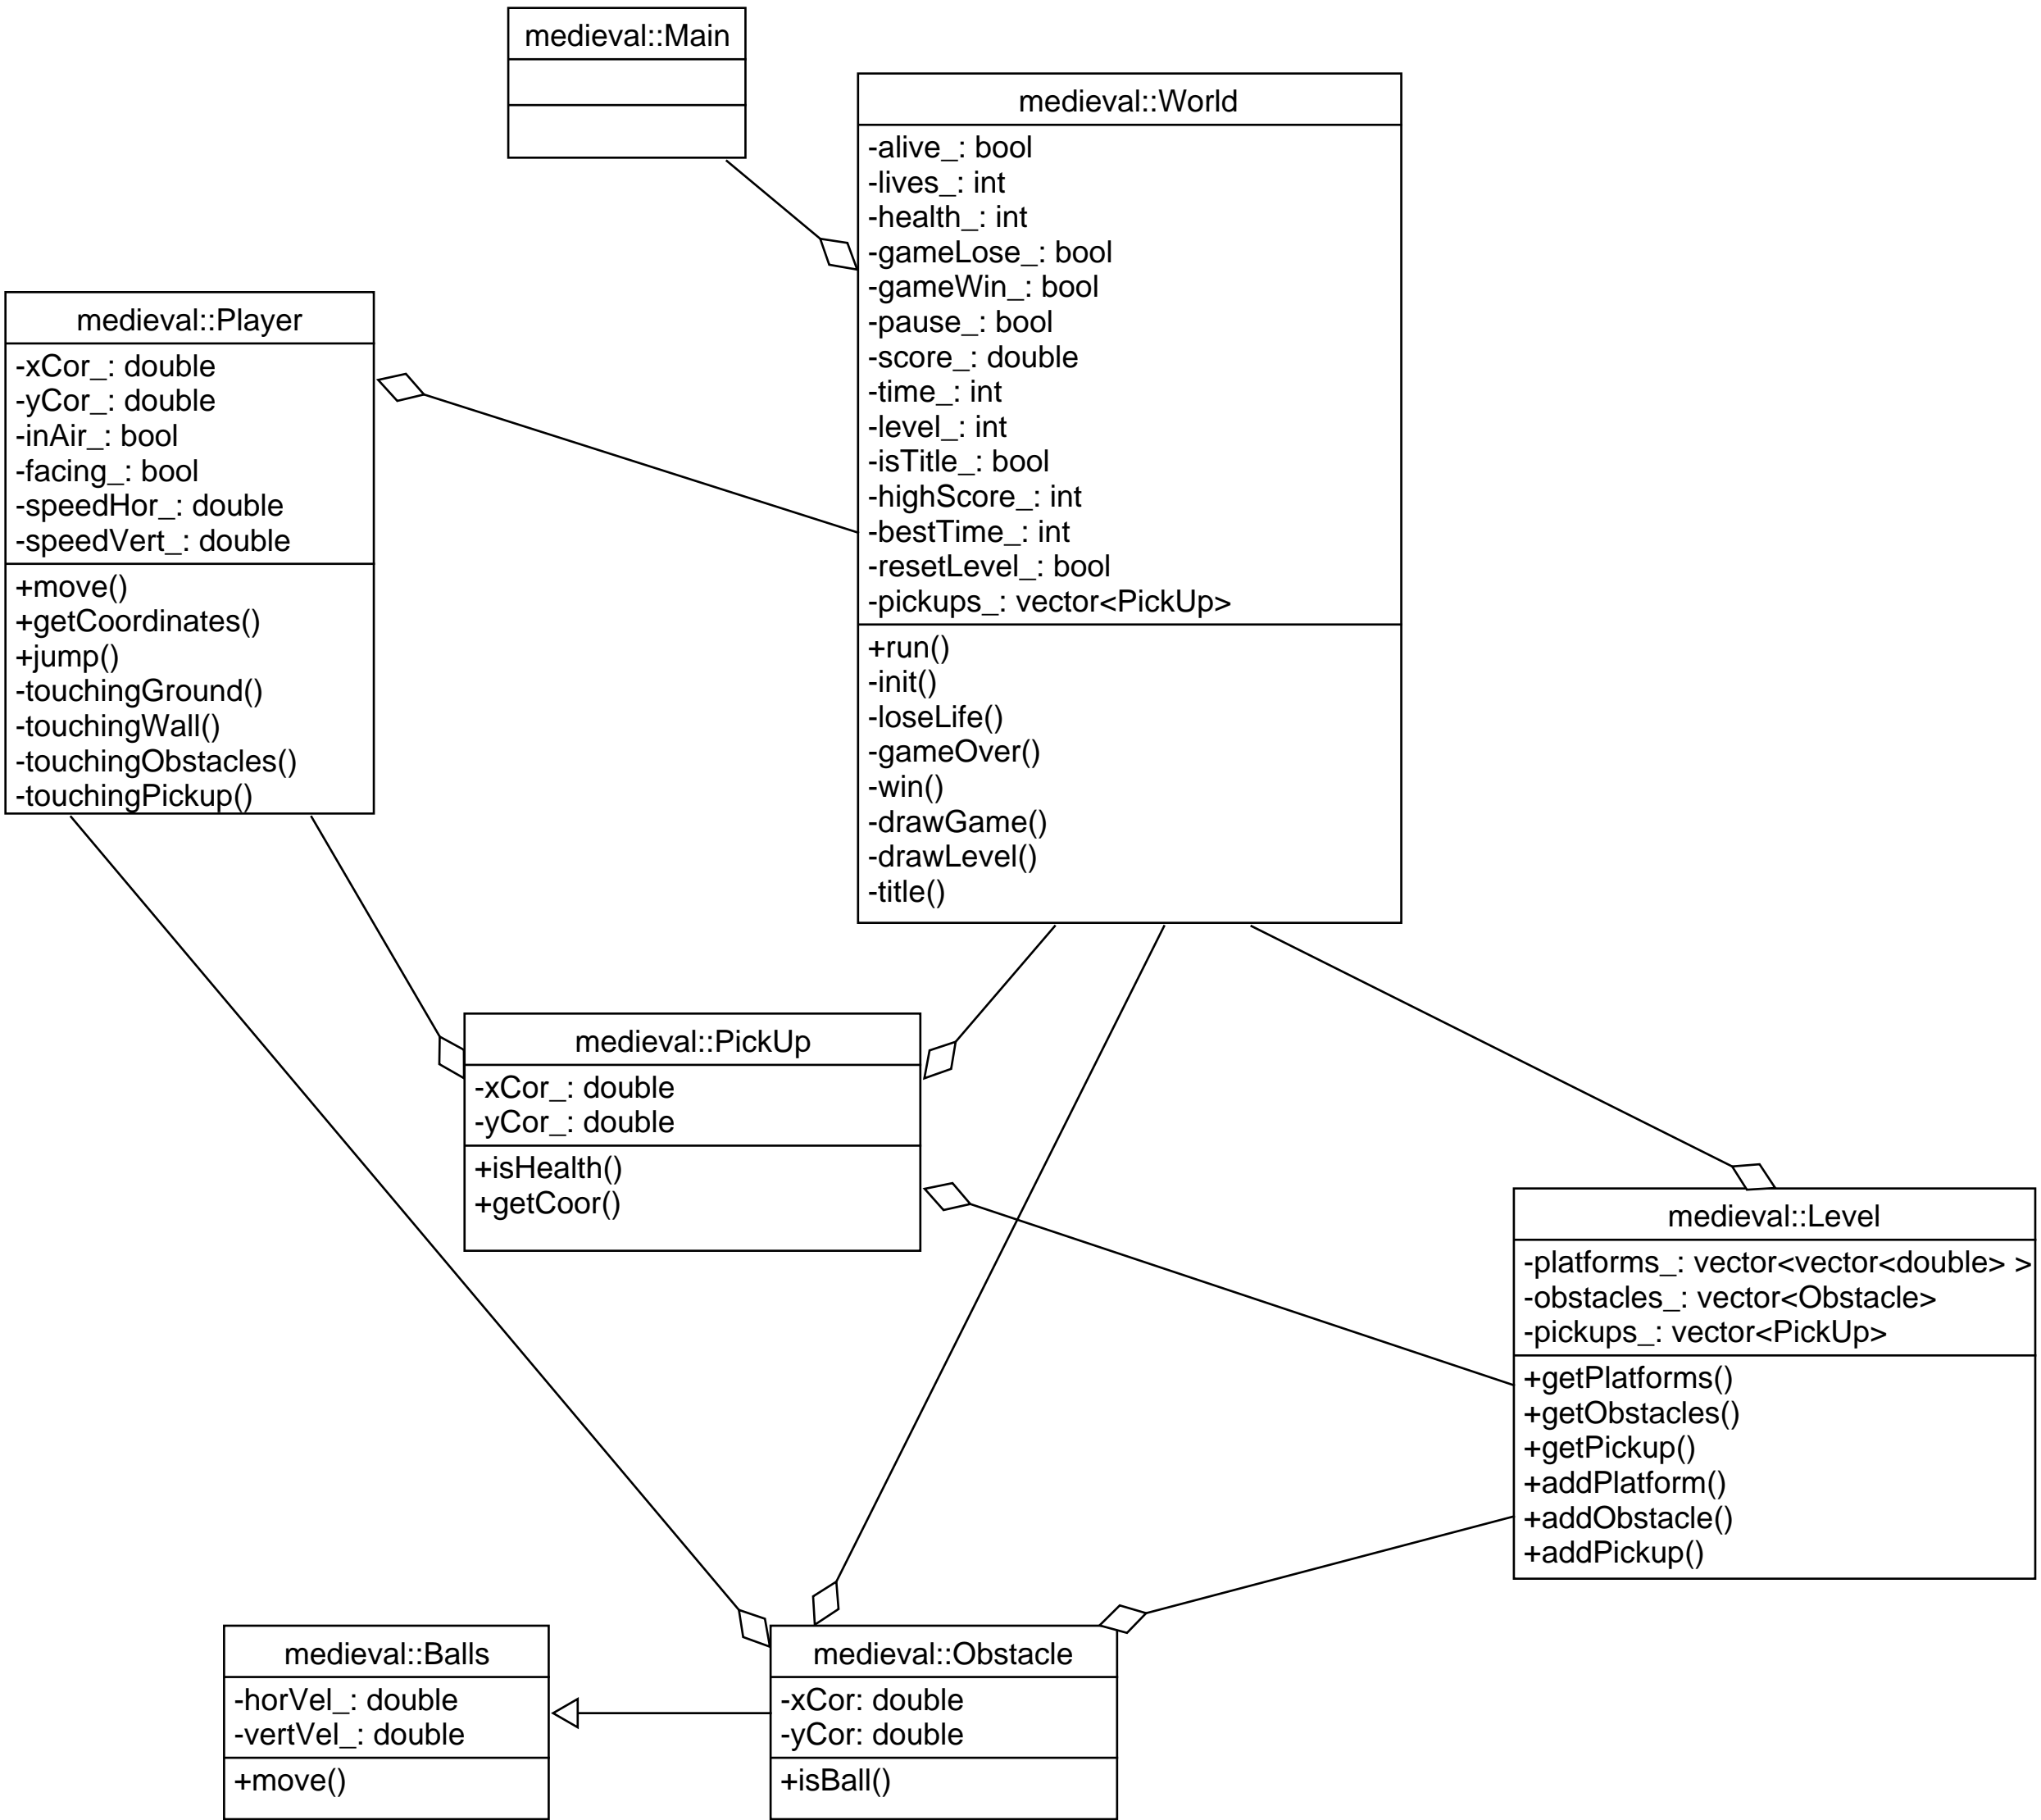 medieval::Main
medieval::World
-alive_: bool
-lives_: int
-health_: int
-gameLose_: bool
-gameWin_: bool
-pause_: bool
-score_: double
-time_: int
-level_: int
-isTitle_: bool
-highScore_: int
-bestTime_: int
-resetLevel_: bool
-pickups_: vector<PickUp>
+run()
-init()
-loseLife()
-gameOver()
-win()
-drawGame()
-drawLevel()
-title()
medieval::Player
-xCor_: double
-yCor_: double
-inAir_: bool
-facing_: bool
-speedHor_: double
-speedVert_: double
+move()
+getCoordinates()
+jump()
-touchingGround()
-touchingWall()
-touchingObstacles()
-touchingPickup()
medieval::PickUp
-xCor_: double
-yCor_: double
+isHealth()
+getCoor()
medieval::Level
-platforms_: vector<vector<double> >
-obstacles_: vector<Obstacle>
-pickups_: vector<PickUp>
+getPlatforms()
+getObstacles()
+getPickup()
+addPlatform()
+addObstacle()
+addPickup()
medieval::Balls
-horVel_: double
-vertVel_: double
+move()
medieval::Obstacle
-xCor: double
-yCor: double
+isBall()